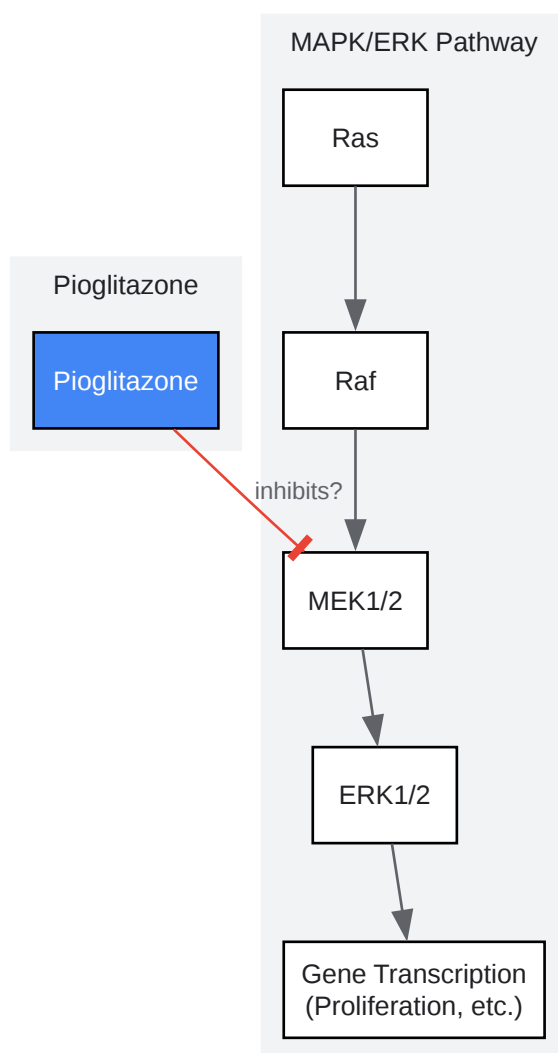 MAPK/ERK Pathway
Ras
Pioglitazone
Pioglitazone
Raf
inhibits?
MEK1/2
ERK1/2
Gene Transcription
(Proliferation, etc.)